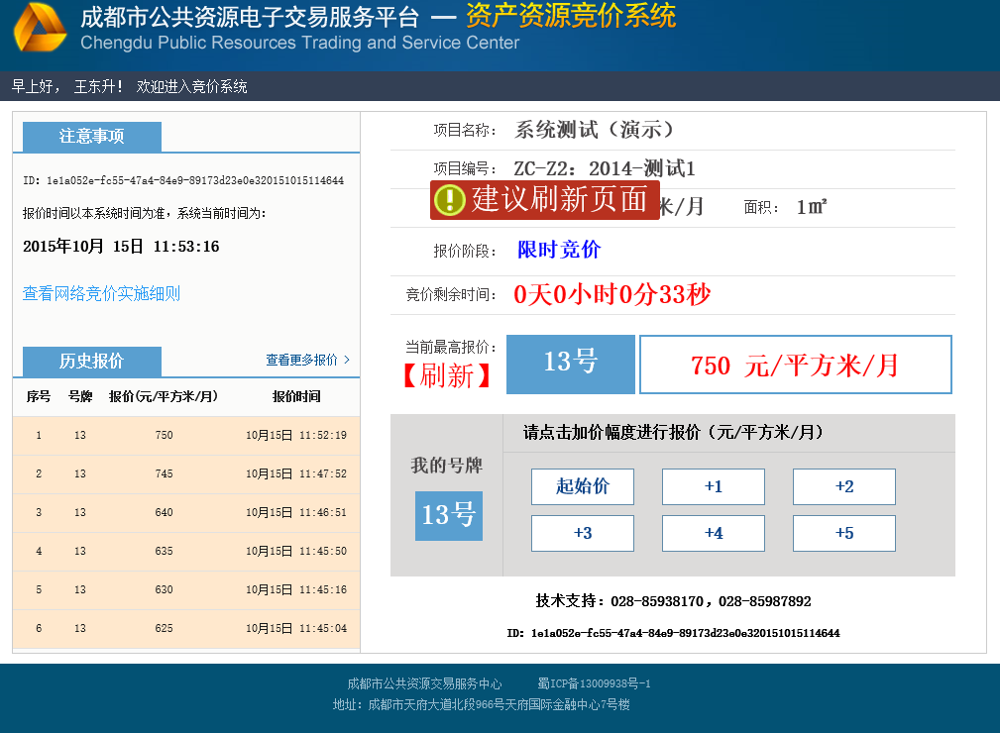 成都市公共资源电子交易服务平台 — 资产资源竞价系统
Chengdu Public Resources Trading and Service Center
早上好， 王东升！ 欢迎进入竞价系统
注意事项
ID: 1e1a052e-fc55-47a4-84e9-89173d23e0e320151015114644
报价时间以本系统时间为准，系统当前时间为：
2015年10月 15日 11:53:16
查看网络竞价实施细则
历史报价 查看更多报价 >
序号 号牌 报价(元/平方米/月) 报价时间
1 13 750 10月15日 11:52:19
2 13 745 10月15日 11:47:52
3 13 640 10月15日 11:46:51
4 13 635 10月15日 11:45:50
5 13 630 10月15日 11:45:16
6 13 625 10月15日 11:45:04
项目名称： 系统测试（演示）
项目编号： ZC-Z2: 2014-测试1
建议刷新页面
米/月 面积： 1㎡
报价阶段： 限时竞价
竞价剩余时间： 0天0小时0分33秒
当前最高报价：
【刷新】
13号
750 元/平方米/月
我的号牌
13号
请点击加价幅度进行报价（元/平方米/月）
起始价 +1 +2
+3 +4 +5
技术支持：028-85938170，028-85987892
ID: 1e1a052e-fc55-47a4-84e9-89173d23e0e320151015114644
成都市公共资源交易服务中心 蜀ICP备13009938号-1
地址: 成都市天府大道北段966号天府国际金融中心7号楼